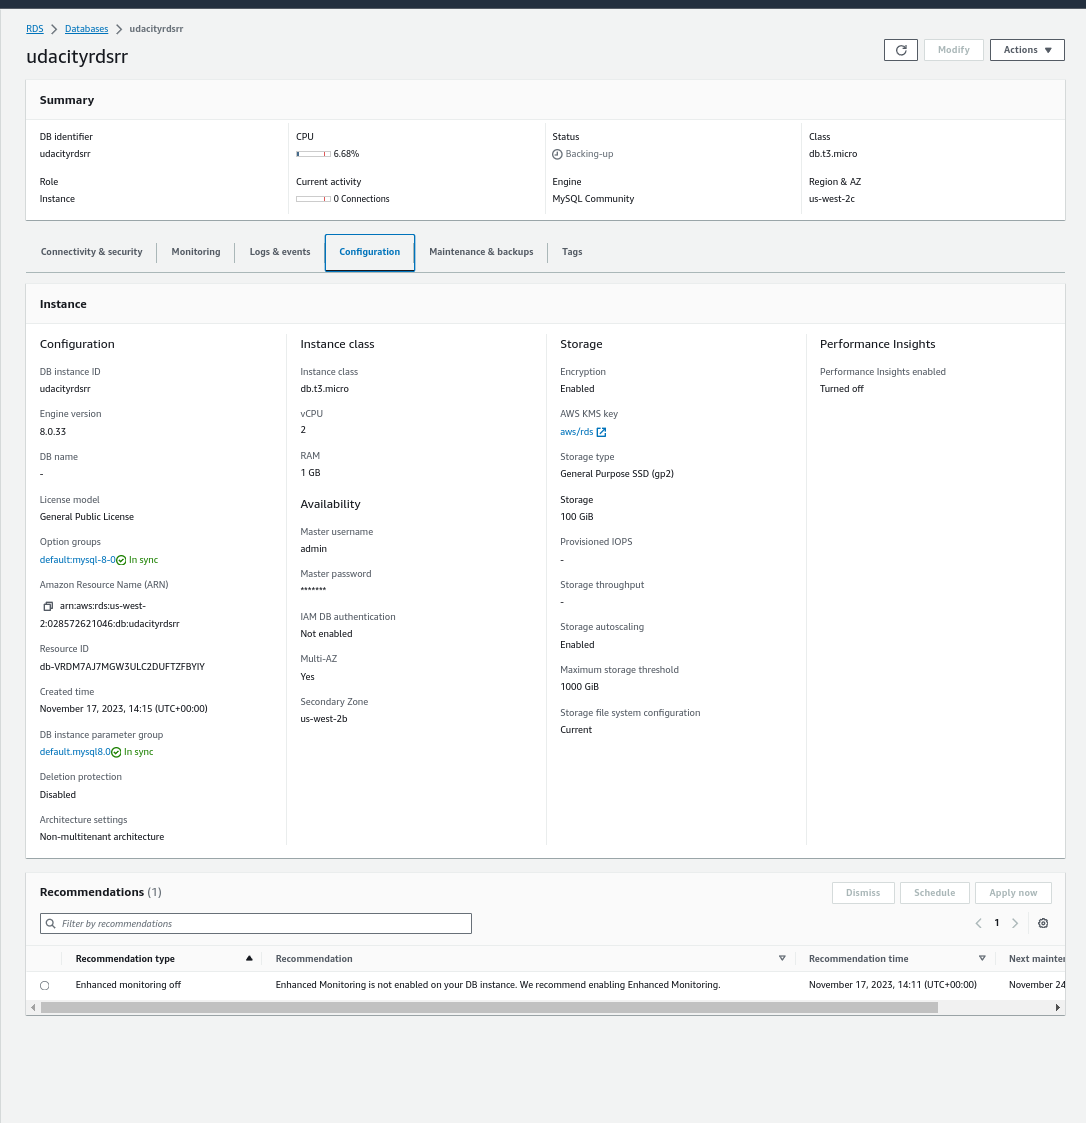 RDS > Databases > udacityrdsrr
udacityrdsrr
Modify
Actions
Summary
DB identifier
udacityrdsrr
CPU
6.68%
Status
Backing-up
Class
db.t3.micro
Role
Instance
Current activity
0 Connections
Engine
MySQL Community
Region & AZ
us-west-2c
Connectivity & security
Monitoring
Logs & events
Configuration
Maintenance & backups
Tags
Instance
Configuration
DB instance ID
udacityrdsrr
Engine version
8.0.33
DB name
-
License model
General Public License
Option groups
default:mysql-8-0 In sync
Amazon Resource Name (ARN)
arn:aws:rds:us-west-
2:028572621046:db:udacityrdsrr
Resource ID
db-VRDM7AJ7MGW3ULC2DUFTZFBYIY
Created time
November 17, 2023, 14:15 (UTC+00:00)
DB instance parameter group
default.mysql8.0 In sync
Deletion protection
Disabled
Architecture settings
Non-multitenant architecture
Instance class
Instance class
db.t3.micro
vCPU
2
RAM
1 GB
Availability
Master username
admin
Master password
*******
IAM DB authentication
Not enabled
Multi-AZ
Yes
Secondary Zone
us-west-2b
Storage
Encryption
Enabled
AWS KMS key
aws/rds
Storage type
General Purpose SSD (gp2)
Storage
100 GiB
Provisioned IOPS
-
Storage throughput
-
Storage autoscaling
Enabled
Maximum storage threshold
1000 GiB
Storage file system configuration
Current
Performance Insights
Performance Insights enabled
Turned off
Recommendations (1)
Dismiss
Schedule
Apply now
Filter by recommendations
1
Recommendation type
Recommendation
Recommendation time
Next mainter
Enhanced monitoring off
Enhanced Monitoring is not enabled on your DB instance. We recommend enabling Enhanced Monitoring.
November 17, 2023, 14:11 (UTC+00:00)
November 24